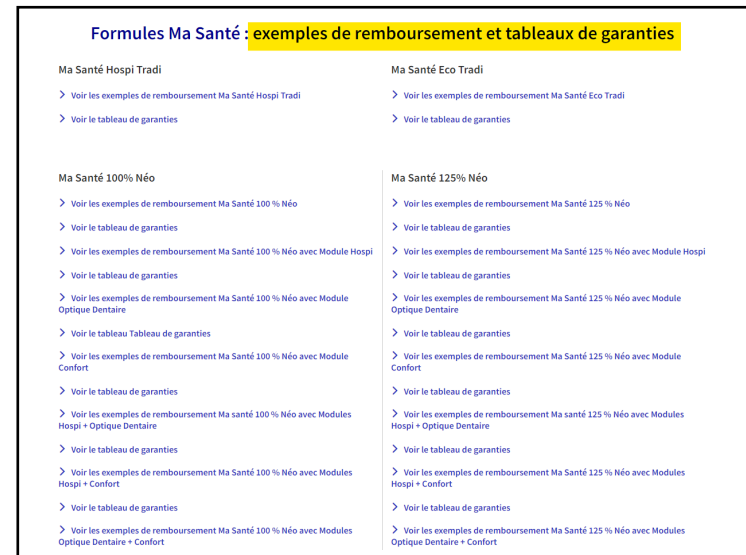 Formules Ma Santé : exemples de remboursement et tableaux de garanties
Ma Santé Hospi Tradi
Voir les exemples de remboursement Ma Santé Hospi Tradi
Voir le tableau de garanties
Ma Santé Eco Tradi
Voir les exemples de remboursement Ma Santé Eco Tradi
Voir le tableau de garanties
Ma Santé 100% Néo
Voir les exemples de remboursement Ma Santé 100 % Néo
Voir le tableau de garanties
Voir les exemples de remboursement Ma Santé 100 % Néo avec Module Hospi
Voir le tableau de garanties
Voir les exemples de remboursement Ma Santé 100 % Néo avec Module
Optique Dentaire
Voir le tableau Tableau de garanties
Voir les exemples de remboursement Ma Santé 100 % Néo avec Module
Confort
Voir le tableau de garanties
Voir les exemples de remboursement Ma santé 100 % Néo avec Modules
Hospi + Optique Dentaire
Voir le tableau de garanties
Voir les exemples de remboursement Ma Santé 100 % Néo avec Modules
Hospi + Confort
Voir le tableau de garanties
Voir les exemples de remboursement Ma Santé 100 % Néo avec Modules
Optique Dentaire + Confort
Ma Santé 125% Néo
Voir les exemples de remboursement Ma Santé 125 % Néo
Voir le tableau de garanties
Voir les exemples de remboursement Ma Santé 125 % Néo avec Module Hospi
Voir le tableau de garanties
Voir les exemples de remboursement Ma Santé 125 % Néo avec Module
Optique Dentaire
Voir le tableau de garanties
Voir les exemples de remboursement Ma Santé 125 % Néo avec Module
Confort
Voir le tableau de garanties
Voir les exemples de remboursement Ma santé 125 % Néo avec Modules
Hospi + Optique Dentaire
Voir le tableau de garanties
Voir les exemples de remboursement Ma Santé 125 % Néo avec Modules
Hospi + Confort
Voir le tableau de garanties
Voir les exemples de remboursement Ma Santé 125 % Néo avec Modules
Optique Dentaire + Confort